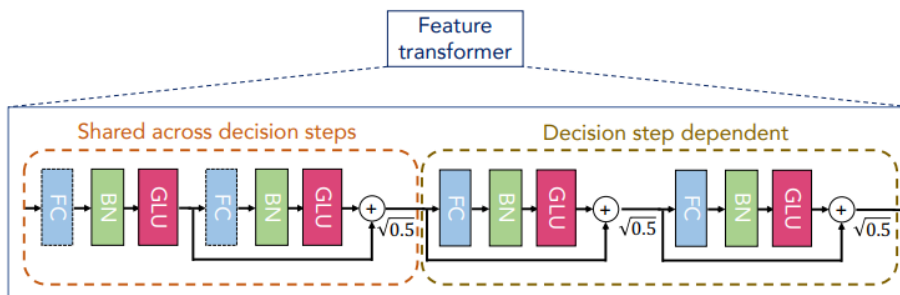 Feature
transformer
Shared across decision steps
Decision step dependent
FC
BN
GLU
FC
BN
GLU
+
√0.5
FC
BN
GLU
+
√0.5
FC
BN
GLU
+
√0.5